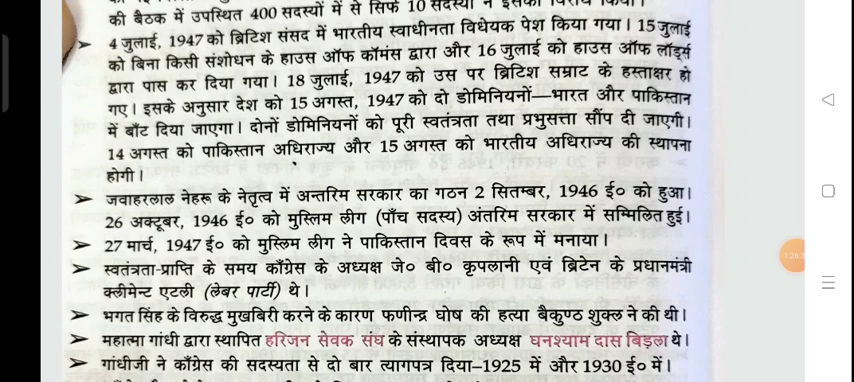 की बैठक में उपस्थित 400 सदस्यों में से सिर्फ 10 सदस्यों ने इसका विरोध किया।
➢ 4 जुलाई, 1947 को ब्रिटिश संसद में भारतीय स्वाधीनता विधेयक पेश किया गया। 15 जुलाई
को बिना किसी संशोधन के हाउस ऑफ कॉमंस द्वारा और 16 जुलाई को हाउस ऑफ लॉर्ड्स
द्वारा पास कर दिया गया। 18 जुलाई, 1947 को उस पर ब्रिटिश सम्राट के हस्ताक्षर हो
गए। इसके अनुसार देश को 15 अगस्त, 1947 को दो डोमिनियनों—भारत और पाकिस्तान
में बाँट दिया जाएगा। दोनों डोमिनियनों को पूरी स्वतंत्रता तथा प्रभुसत्ता सौंप दी जाएगी।
14 अगस्त को पाकिस्तान अधिराज्य और 15 अगस्त को भारतीय अधिराज्य की स्थापना
होगी।
➢ जवाहरलाल नेहरू के नेतृत्व में अन्तरिम सरकार का गठन 2 सितम्बर, 1946 ई० को हुआ।
26 अक्टूबर, 1946 ई० को मुस्लिम लीग (पाँच सदस्य) अंतरिम सरकार में सम्मिलित हुई।
➢ 27 मार्च, 1947 ई० को मुस्लिम लीग ने पाकिस्तान दिवस के रूप में मनाया।
➢ स्वतंत्रता-प्राप्ति के समय काँग्रेस के अध्यक्ष जे० बी० कृपलानी एवं ब्रिटेन के प्रधानमंत्री
क्लीमेन्ट एटली (लेबर पार्टी) थे।
➢ भगत सिंह के विरुद्ध मुखबिरी करने के कारण फणीन्द्र घोष की हत्या बैकुण्ठ शुक्ल ने की थी।
➢ महात्मा गांधी द्वारा स्थापित हरिजन सेवक संघ के संस्थापक अध्यक्ष घनश्याम दास बिड़ला थे।
➢ गांधीजी ने काँग्रेस की सदस्यता से दो बार त्यागपत्र दिया–1925 में और 1930 ई० में।